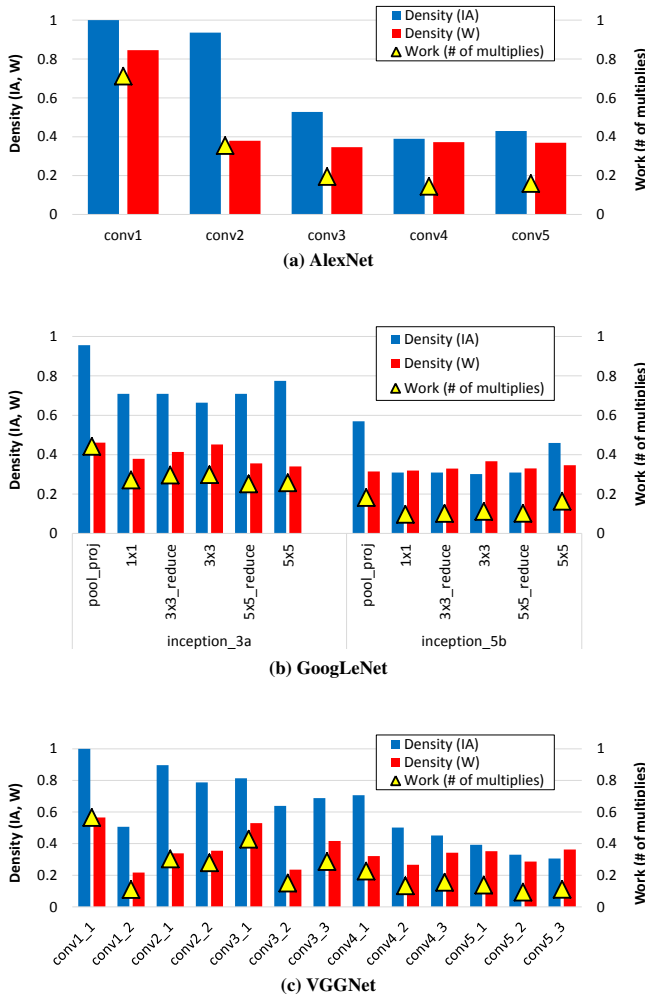 Density (IA, W)
1
0.8
0.6
0.4
0.2
0
Density (IA)
Density (W)
Work (# of multiplies)
1
0.8
0.6
0.4
0.2
0
Work (# of multiplies)
conv1 conv2 conv3 conv4 conv5
(a) AlexNet
Density (IA, W)
1
0.8
0.6
0.4
0.2
0
Density (IA)
Density (W)
Work (# of multiplies)
1
0.8
0.6
0.4
0.2
0
Work (# of multiplies)
pool_proj
1x1
3x3_reduce
3x3
5x5_reduce
5x5
pool_proj
1x1
3x3_reduce
3x3
5x5_reduce
5x5
inception_3a inception_5b
(b) GoogLeNet
Density (IA, W)
1
0.8
0.6
0.4
0.2
0
Density (IA)
Density (W)
Work (# of multiplies)
1
0.8
0.6
0.4
0.2
0
Work (# of multiplies)
conv1_1
conv1_2
conv2_1
conv2_2
conv3_1
conv3_2
conv3_3
conv4_1
conv4_2
conv4_3
conv5_1
conv5_2
conv5_3
(c) VGGNet